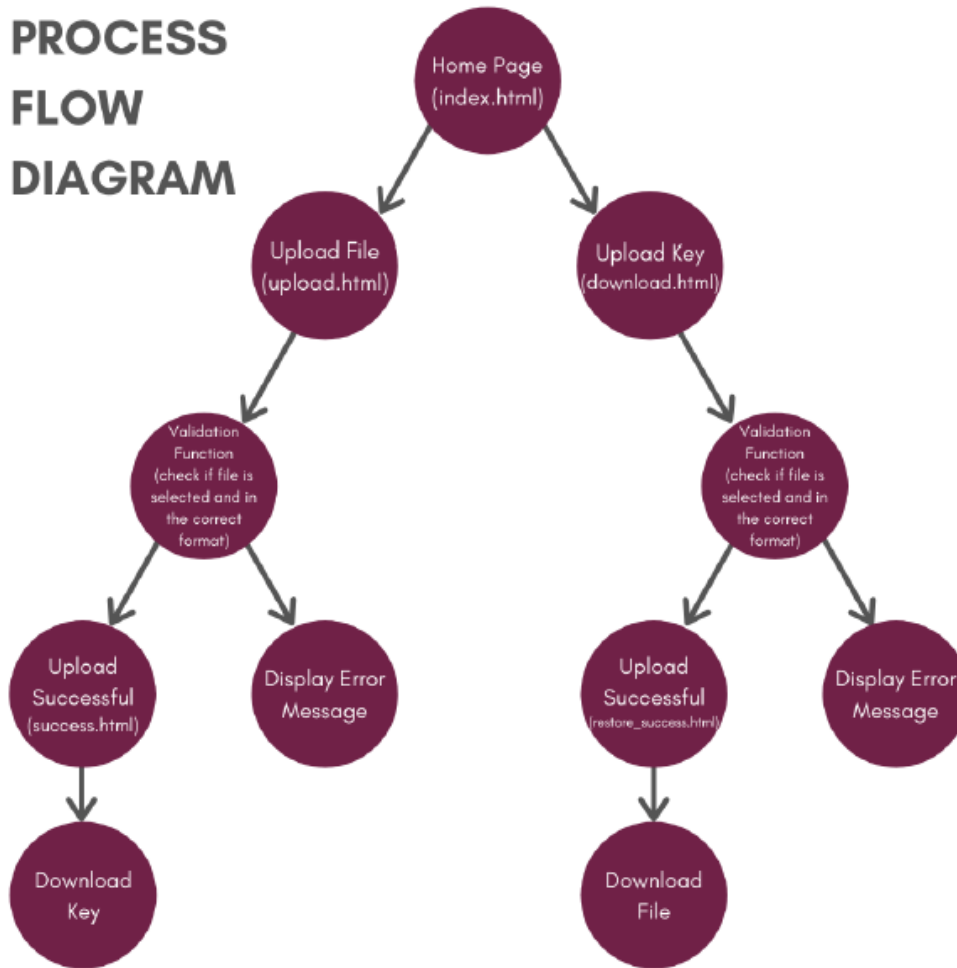 PROCESS
FLOW
DIAGRAM
Home Page
(index.html)
Upload File
(upload.html)
Upload Key
(download.html)
Validation
Function
(check if file is
selected and in
the correct
format)
Validation
Function
(check if file is
selected and in
the correct
format)
Upload
Successful
(success.html)
Display Error
Message
Upload
Successful
(restore_success.html)
Display Error
Message
Download
Key
Download
File